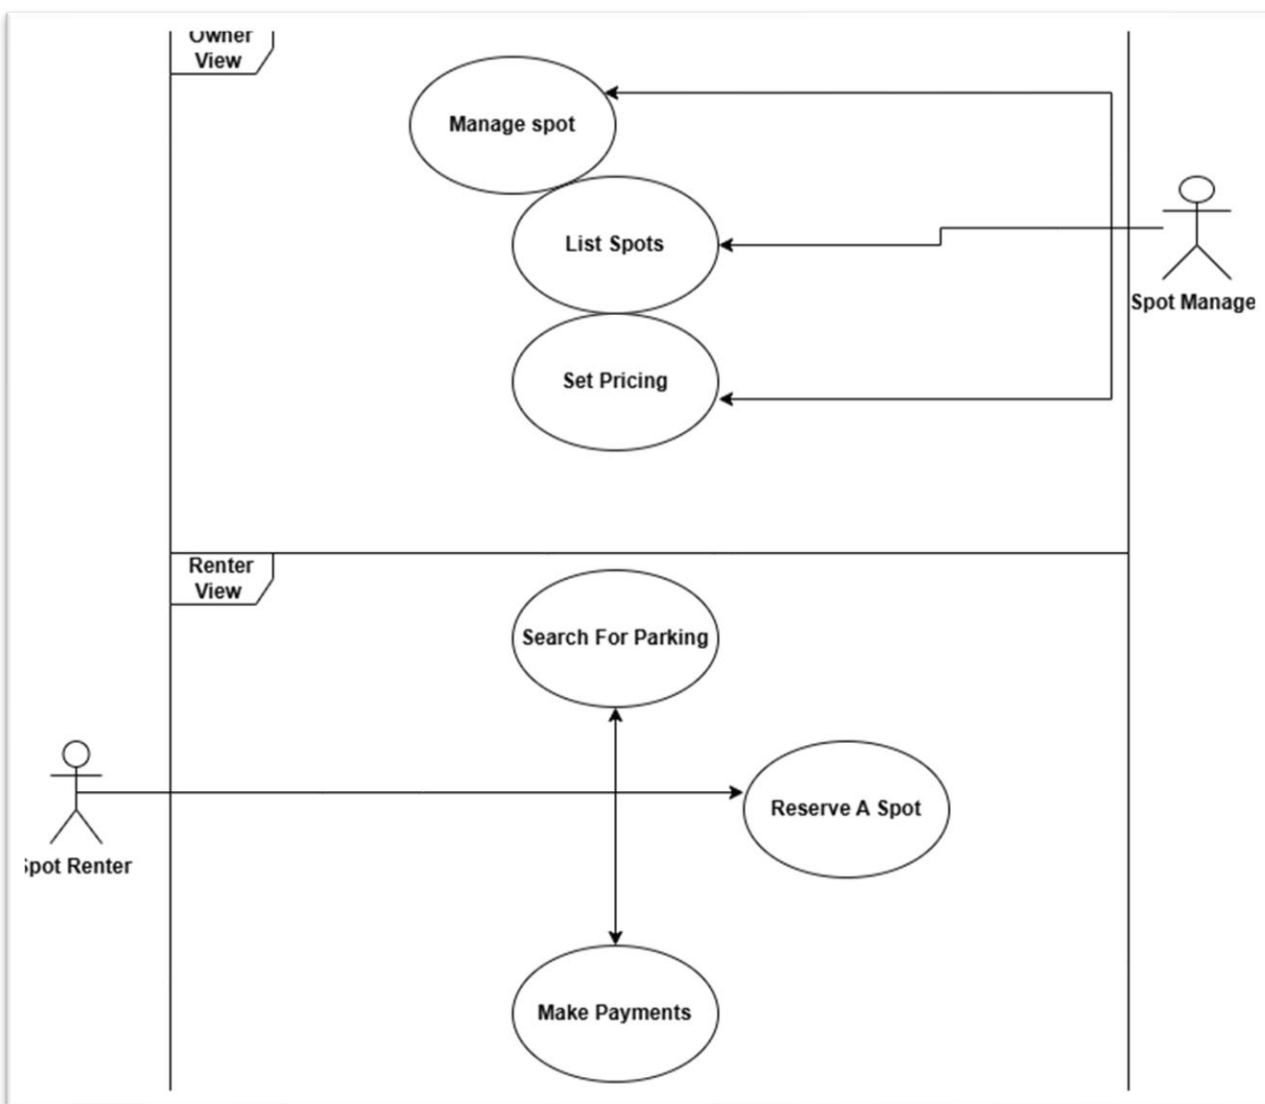 Owner
View
Manage spot
List Spots
Spot Manage
Set Pricing
Renter
View
Search For Parking
Reserve A Spot
Spot Renter
Make Payments